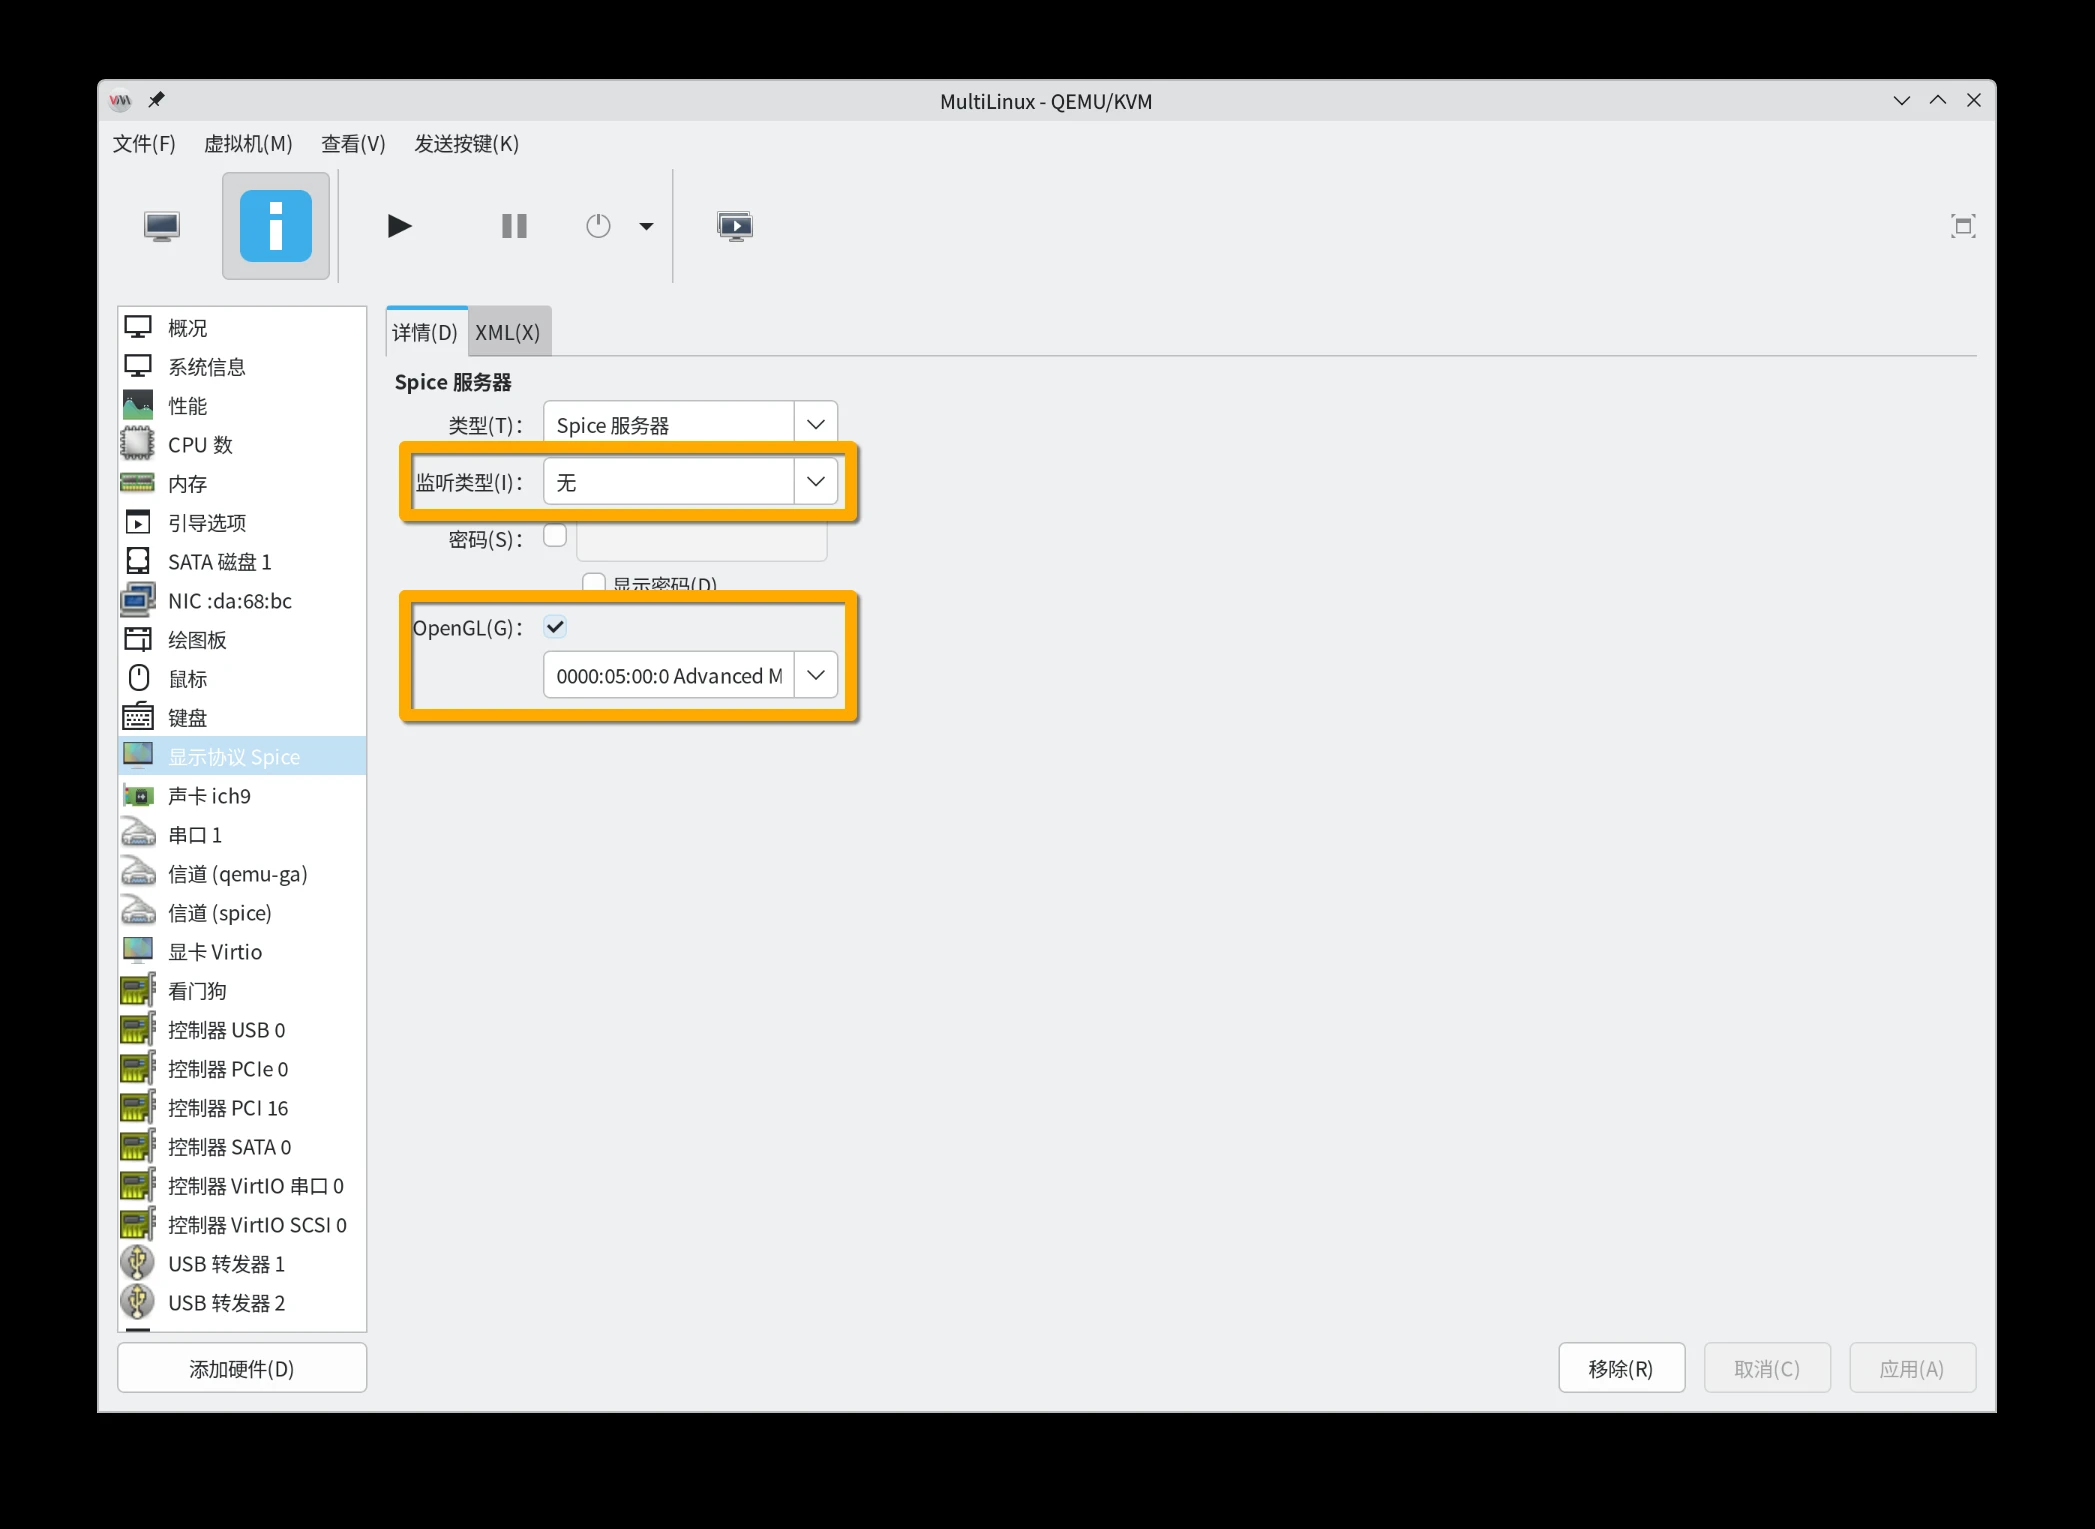 MultiLinux - QEMU/KVM
文件(F) 虚拟机(M) 查看(V) 发送按键(K)
概况
系统信息
性能
CPU 数
内存
引导选项
SATA 磁盘 1
NIC :da:68:bc
绘图板
鼠标
键盘
显示协议 Spice
声卡 ich9
串口 1
信道 (qemu-ga)
信道 (spice)
显卡 Virtio
看门狗
控制器 USB 0
控制器 PCIe 0
控制器 PCI 16
控制器 SATA 0
控制器 VirtIO 串口 0
控制器 VirtIO SCSI 0
USB 转发器 1
USB 转发器 2
添加硬件(D)
详情(D) XML(X)
Spice 服务器
类型(T)： Spice 服务器
监听类型(I)： 无
密码(S)：
显示密码(D)
OpenGL(G)：
0000:05:00:0 Advanced M
移除(R) 取消(C) 应用(A)